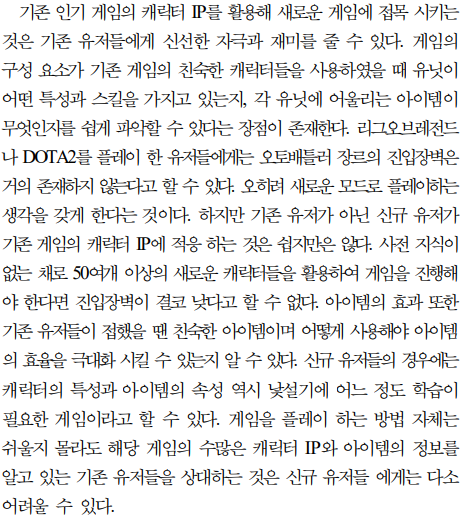 기존 인기 게임의 캐릭터 IP를 활용해 새로운 게임에 접목 시키는
것은 기존 유저들에게 신선한 자극과 재미를 줄 수 있다. 게임의
구성 요소가 기존 게임의 친숙한 캐릭터들을 사용하였을 때 유닛이
어떤 특성과 스킬을 가지고 있는지, 각 유닛에 어울리는 아이템이
무엇인지를 쉽게 파악할 수 있다는 장점이 존재한다. 리그오브레전드
나 DOTA2를 플레이 한 유저들에게는 오토배틀러 장르의 진입장벽은
거의 존재하지 않는다고 할 수 있다. 오히려 새로운 모드로 플레이하는
생각을 갖게 한다는 것이다. 하지만 기존 유저가 아닌 신규 유저가
기존 게임의 캐릭터 IP에 적응 하는 것은 쉽지만은 않다. 사전 지식이
없는 채로 50여개 이상의 새로운 캐릭터들을 활용하여 게임을 진행해
야 한다면 진입장벽이 결코 낮다고 할 수 없다. 아이템의 효과 또한
기존 유저들이 접했을 땐 친숙한 아이템이며 어떻게 사용해야 아이템
의 효율을 극대화 시킬 수 있는지 알 수 있다. 신규 유저들의 경우에는
캐릭터의 특성과 아이템의 속성 역시 낯설기에 어느 정도 학습이
필요한 게임이라고 할 수 있다. 게임을 플레이 하는 방법 자체는
쉬울지 몰라도 해당 게임의 수많은 캐릭터 IP와 아이템의 정보를
알고 있는 기존 유저들을 상대하는 것은 신규 유저들 에게는 다소
어려울 수 있다.